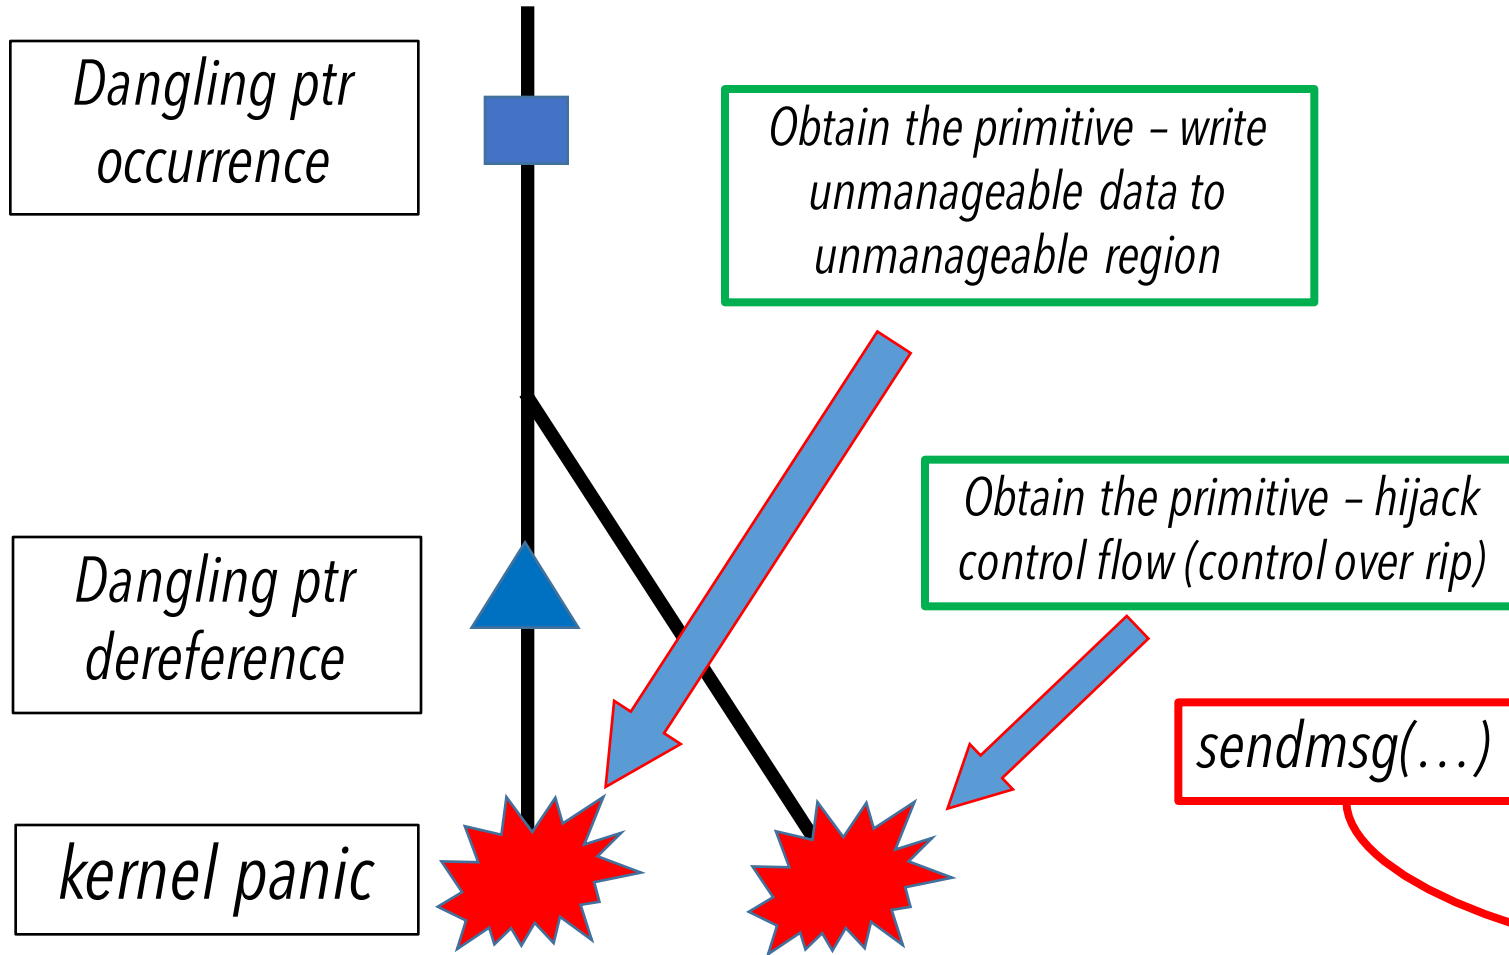 Dangling ptr
occurrence
Obtain the primitive – write
unmanageable data to
unmanageable region
Obtain the primitive – hijack
control flow (control over rip)
Dangling ptr
dereference
sendmsg(…)
kernel panic